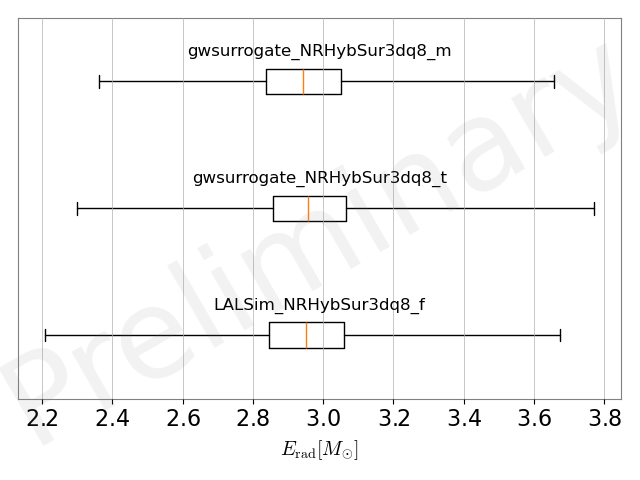 gwsurrogate_NRHybSur3dq8_m
gwsurrogate_NRHybSur3dq8_t
LALSim_NRHybSur3dq8_f
Preliminary
2.2 2.4 2.6 2.8 3.0 3.2 3.4 3.6 3.8
E_rad[M_⊙]